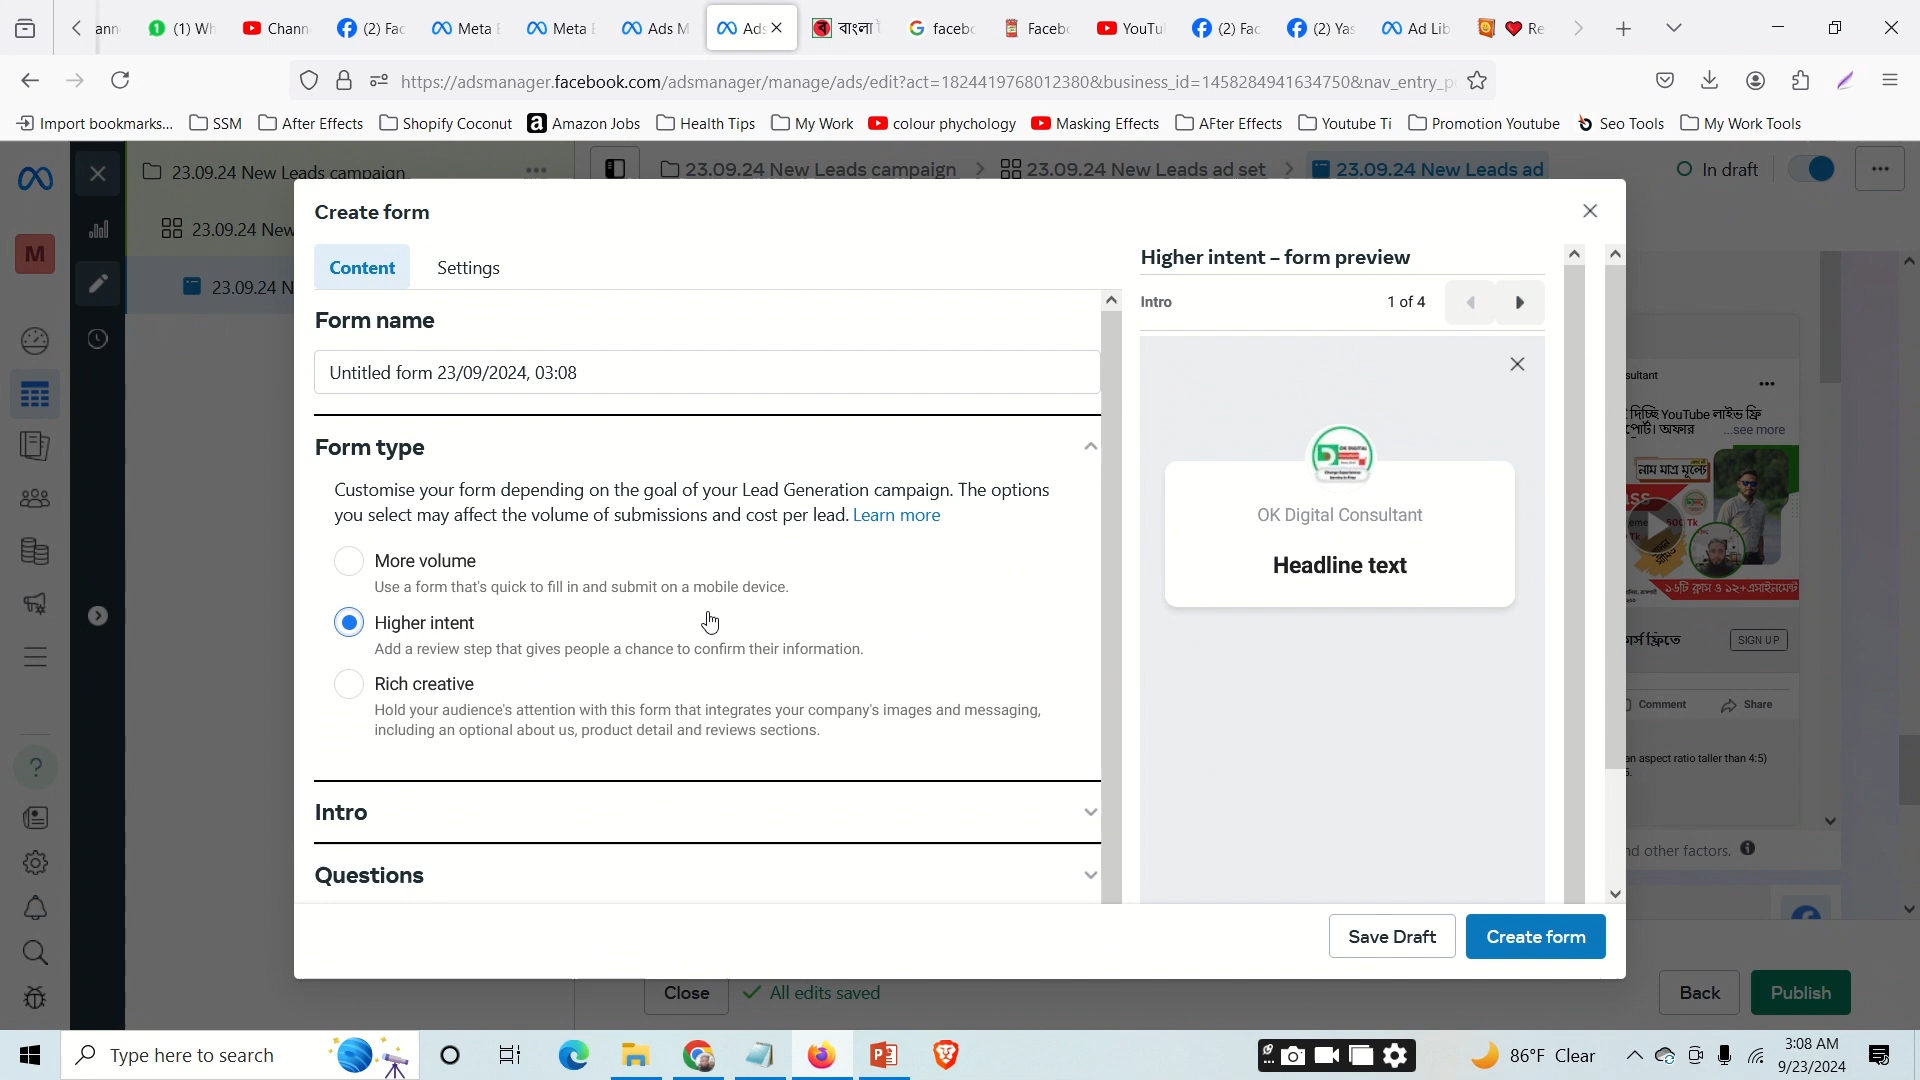 ann
(1) Wh
Chann
(2) Fac
Meta E
Meta E
Ads M
Ads
বাংলা
facebo
Facebo
YouTu
(2) Fac
(2) Yas
Ad Lib
Re
https://adsmanager.facebook.com/adsmanager/manage/ads/edit?act=1824419768012380&business_id=1458284941634750&nav_entry_p
Import bookmarks...
SSM
After Effects
Shopify Coconut
Amazon Jobs
Health Tips
My Work
colour phychology
Masking Effects
AFter Effects
Youtube Ti
Promotion Youtube
Seo Tools
My Work Tools
23.09.24 New Leads campaign
23.09.24 New Leads campaign
23.09.24 New Leads ad set
23.09.24 New Leads ad
In draft
M
23.09.24 New
23.09.24 N
Create form
Content
Settings
Form name
Untitled form 23/09/2024, 03:08
Form type
Customise your form depending on the goal of your Lead Generation campaign. The options
you select may affect the volume of submissions and cost per lead. Learn more
More volume
Use a form that's quick to fill in and submit on a mobile device.
Higher intent
Add a review step that gives people a chance to confirm their information.
Rich creative
Hold your audience's attention with this form that integrates your company's images and messaging,
including an optional about us, product detail and reviews sections.
Intro
Questions
Higher intent – form preview
Intro
1 of 4
OK Digital Consultant
Headline text
Save Draft
Create form
sultant
দিচ্ছি YouTube লাইভ ফ্রি
পোর্ট। অফার ...see more
নাম মাত্র মূল্যে
ass
১৬টি ক্লাস ও ১২+এসাইনমেন্ট
র্স ফ্রিতে
SIGN UP
Comment
Share
an aspect ratio taller than 4:5)
nd other factors.
Close
All edits saved
Back
Publish
Type here to search
86°F Clear
3:08 AM
9/23/2024